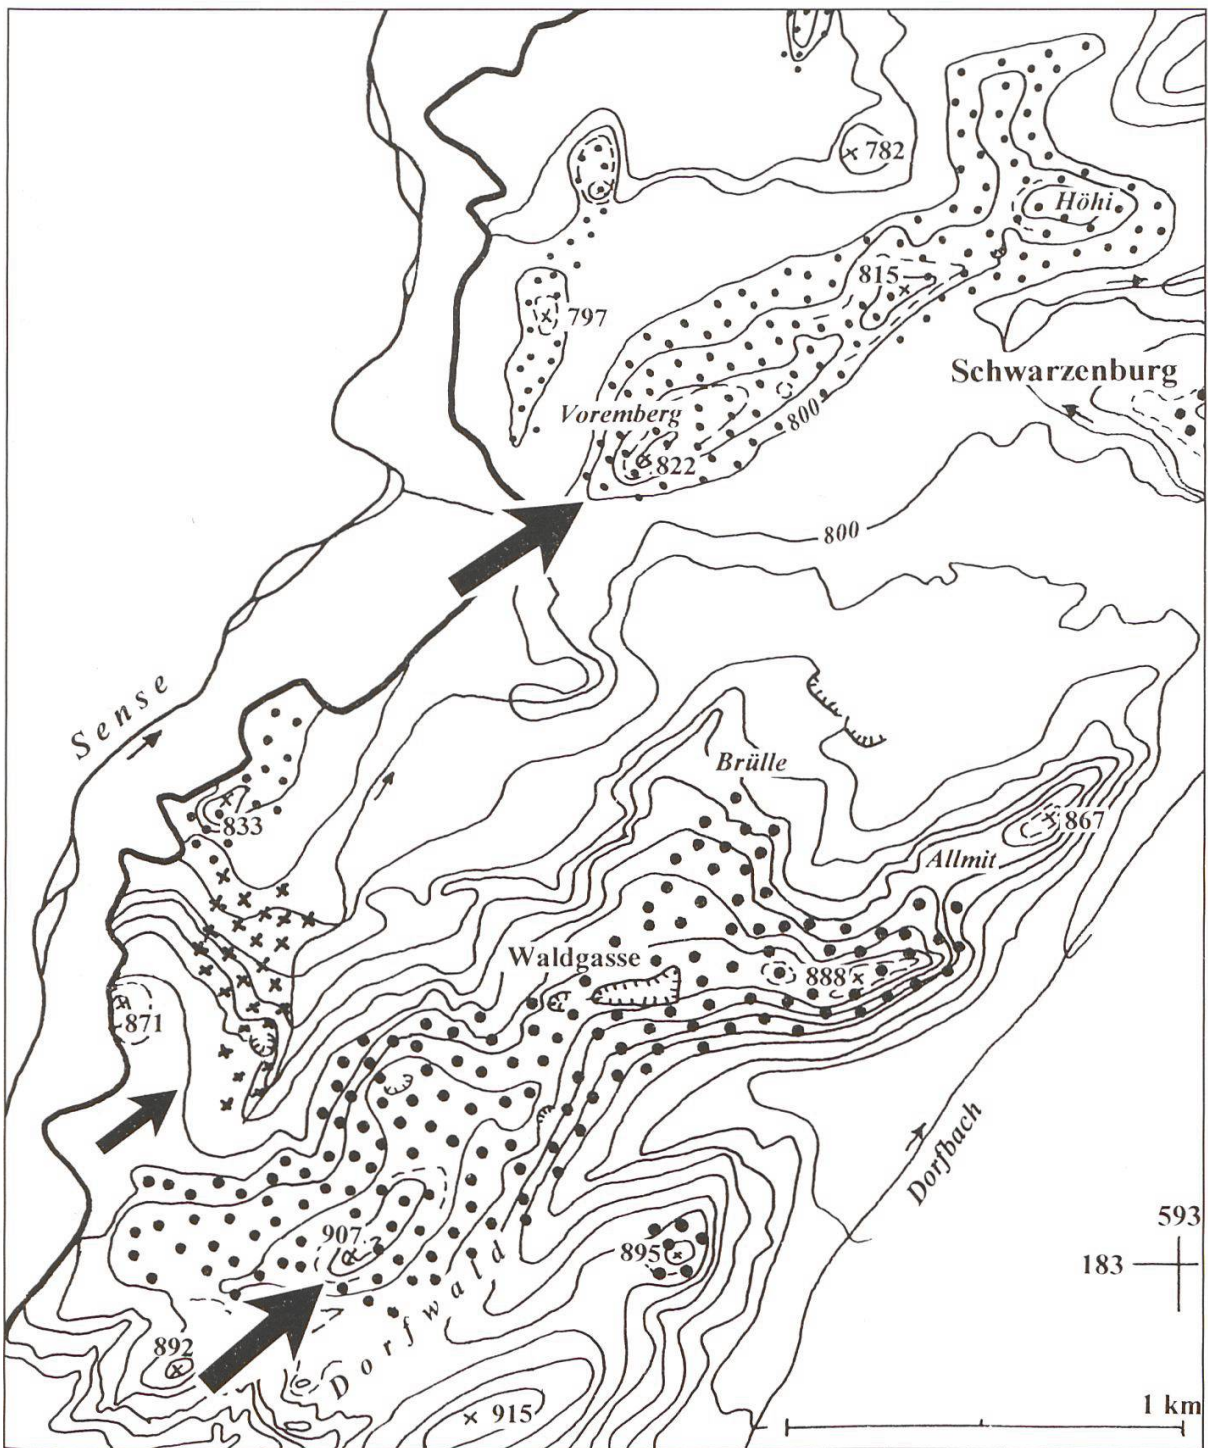 782
Höhi
815
797
Schwarzenburg
Voremberg
800
822
800
Sense
Brülle
833
867
Allmit
Waldgasse
888
871
Dorfbach
593
907
895
183
Dorfwald
892
915
1 km